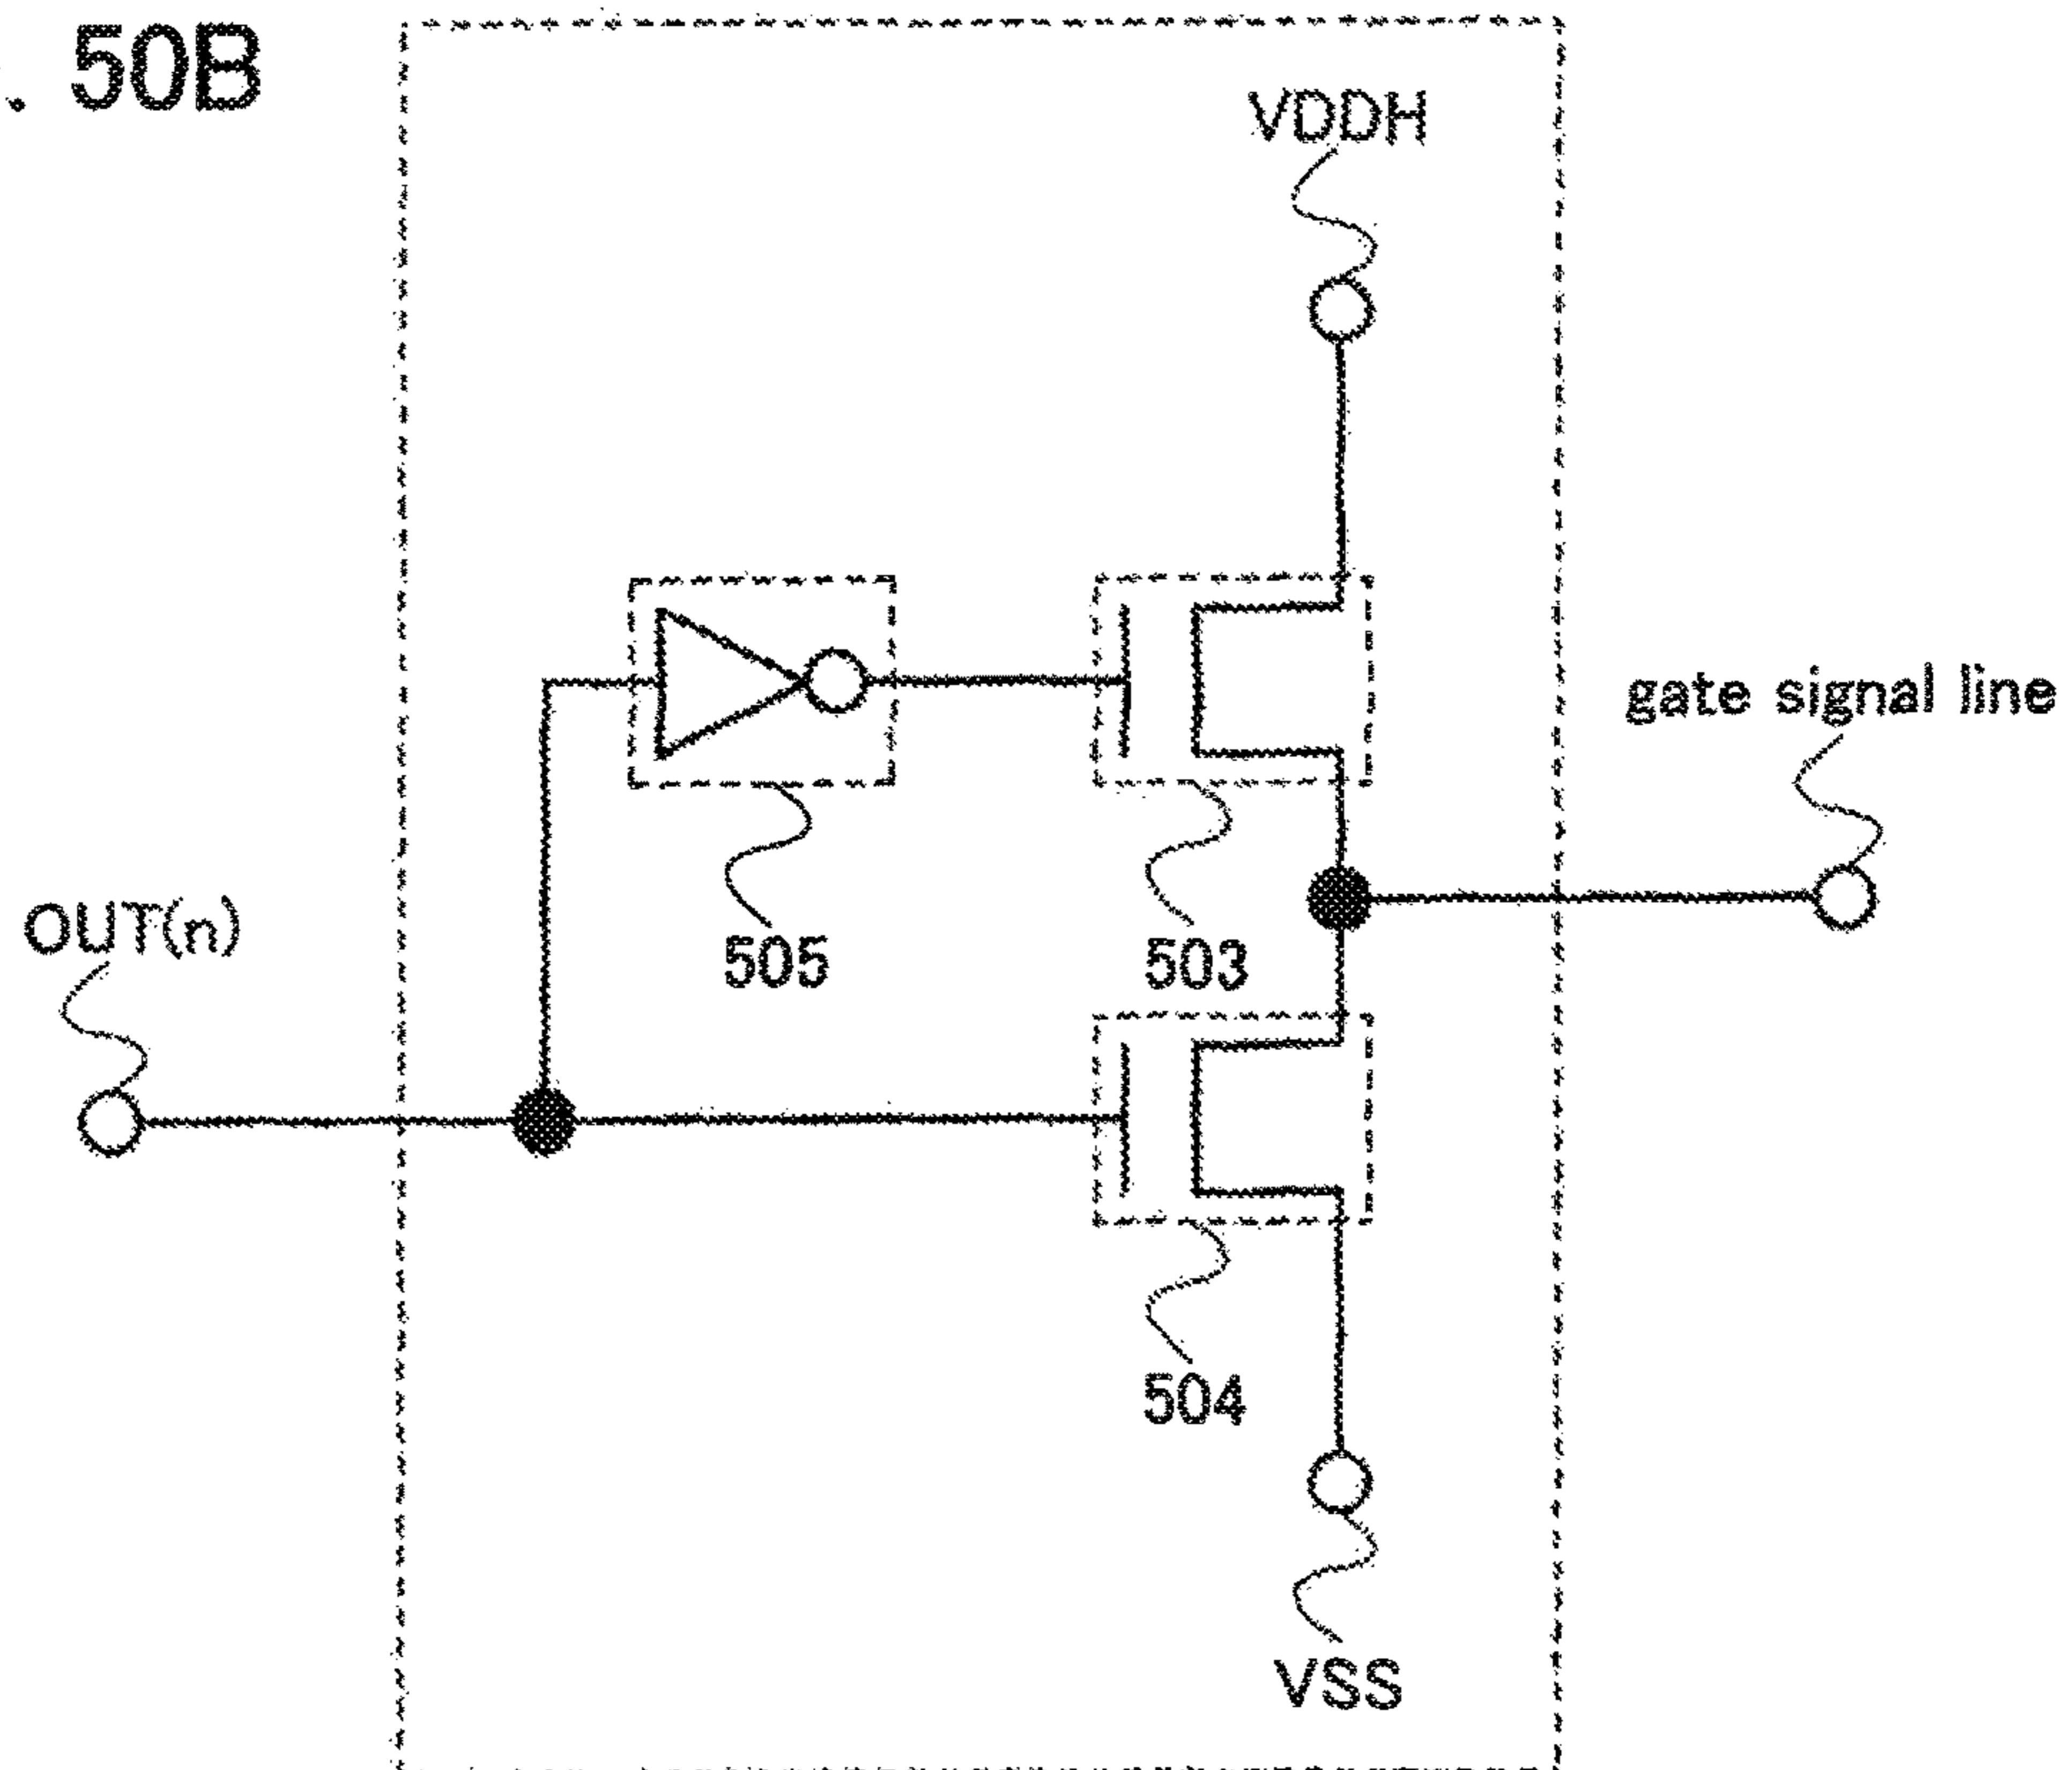 . 50B
VDDH
gate signal line
OUT(n)
505
503
504
VSS